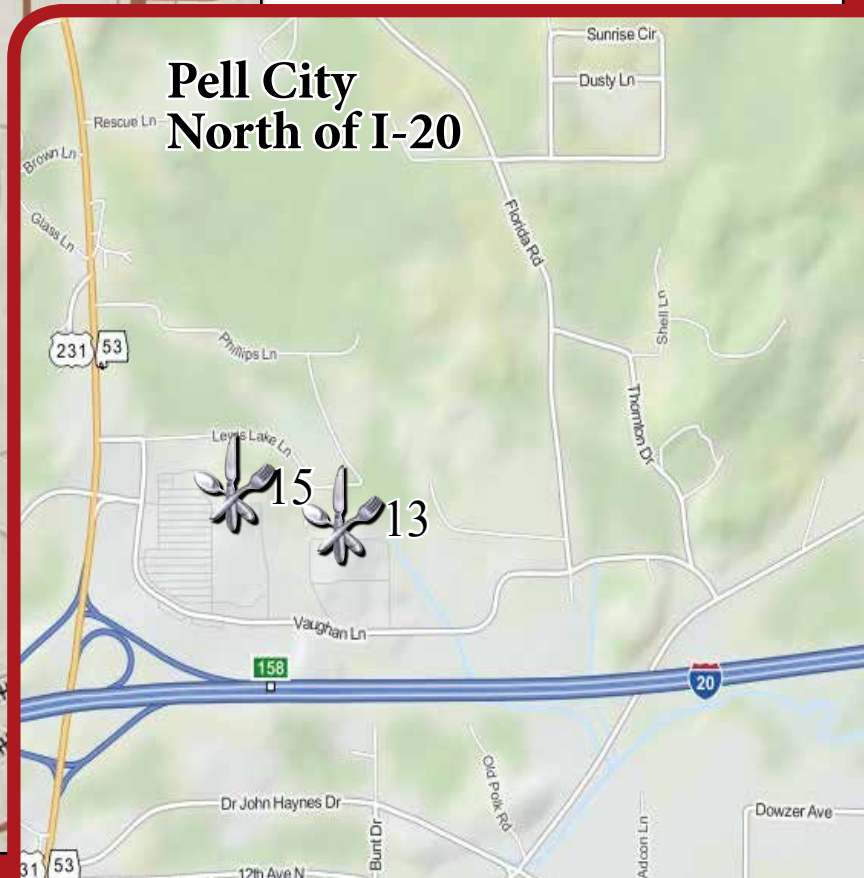 Pell City
North of I-20
Sunrise Cir
Dusty Ln
Rescue Ln
Brown Ln
Glass Ln
Florida Rd
Shell Ln
231
53
Phillips Ln
Thornton Dr
Lewis Lake Ln
15
13
Vaughan Ln
158
20
Old Polk Rd
Dr John Haynes Dr
Bunt Dr
Adcon Ln
Dowzer Ave
31
53
12th Ave N